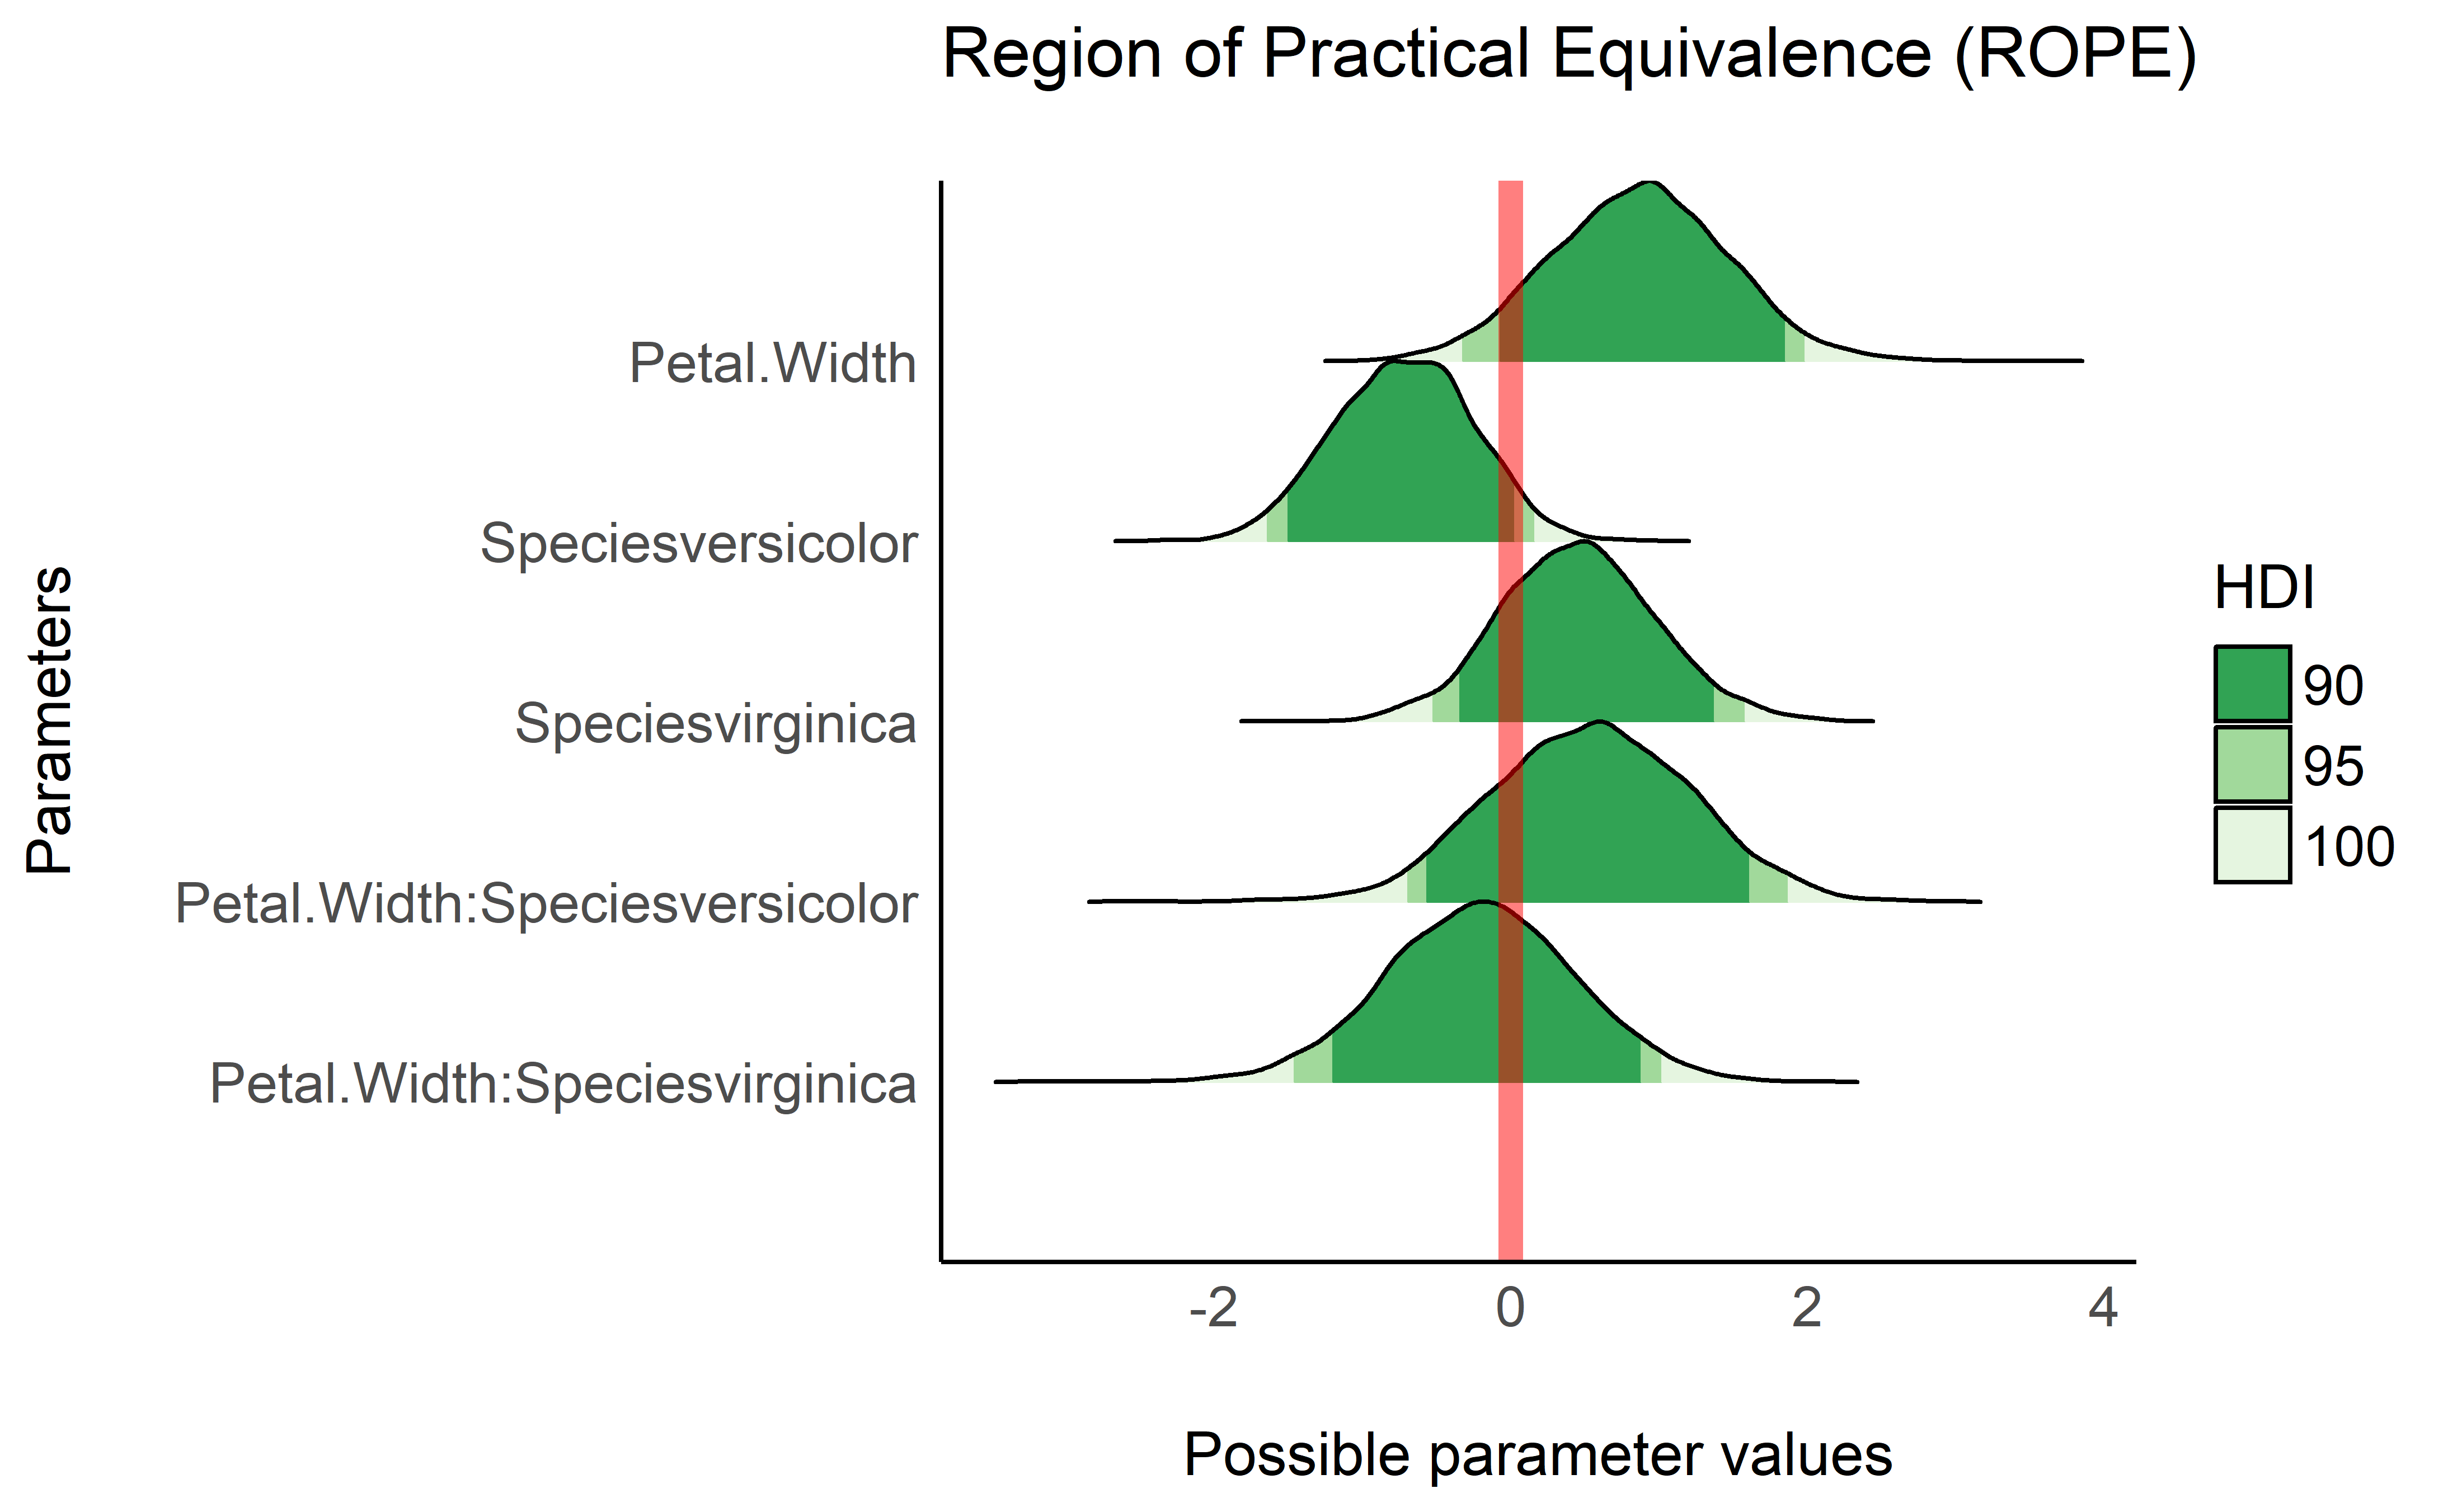 Region of Practical Equivalence (ROPE)
Parameters
Petal.Width
Speciesversicolor
Speciesvirginica
Petal.Width:Speciesversicolor
Petal.Width:Speciesvirginica
-2 0 2 4
Possible parameter values
HDI
90
95
100